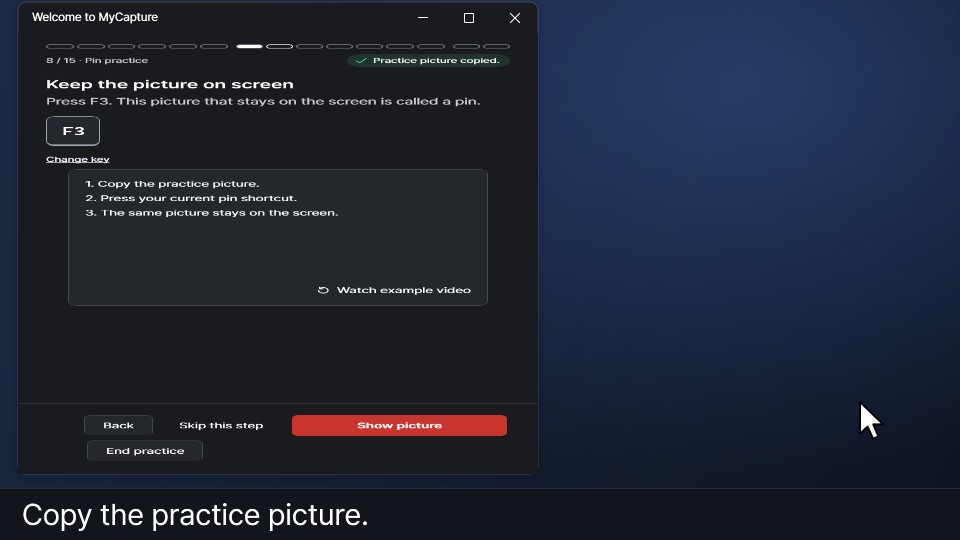 Welcome to MyCapture
8 / 15 · Pin practice
Practice picture copied.
Keep the picture on screen
Press F3. This picture that stays on the screen is called a pin.
F3
Change key
1. Copy the practice picture.
2. Press your current pin shortcut.
3. The same picture stays on the screen.
Watch example video
Back
Skip this step
Show picture
End practice
Copy the practice picture.